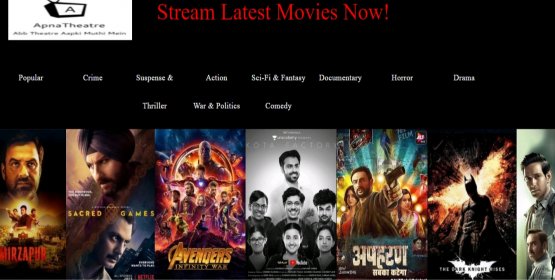 Stream Latest Movies Now!
A
ApnaTheatre
Abb Theatre Aapki Muthi Mein
Popular
Crime
Suspense &
Thriller
Action
War & Politics
Sci-Fi & Fantasy
Comedy
Documentary
Horror
Drama
MIRZAPUR
SACRED GAMES
NETFLIX
AVENGERS
INFINITY WAR
KOTA FACTORY
अपहरण
सबका कटेगा
THE DARK KNIGHT RISES